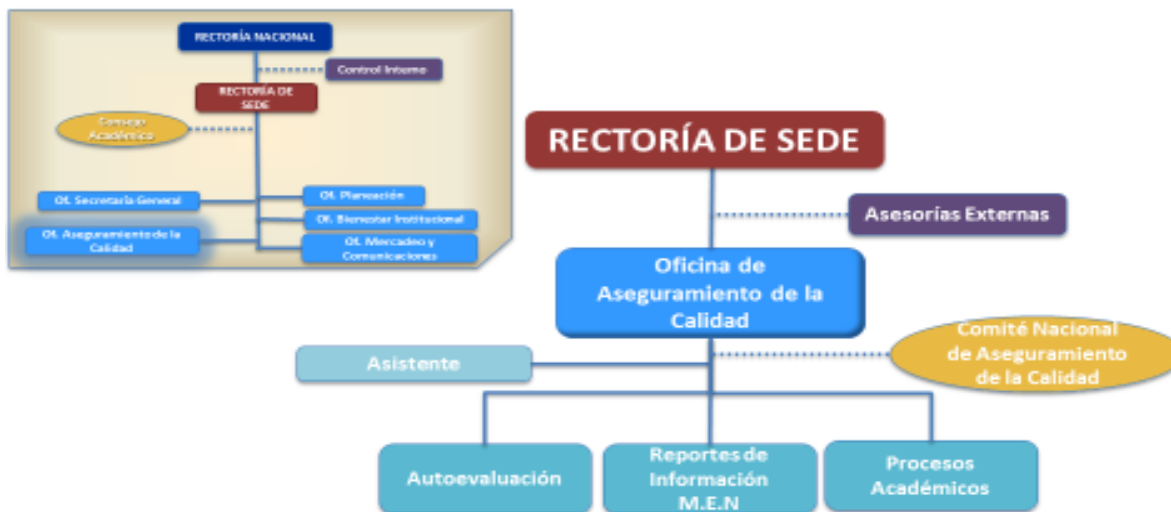 RECTORÍA NACIONAL
Control Interno
RECTORÍA DE
SEDE
Consejo
Académico
Of. Secretaría General
Of. Planeación
Of. Bienestar Institucional
Of. Aseguramiento de la
Calidad
Of. Mercadeo y
Comunicaciones
RECTORÍA DE SEDE
Asesorías Externas
Oficina de
Aseguramiento de la
Calidad
Comité Nacional
de Aseguramiento
de la Calidad
Asistente
Autoevaluación
Reportes de
Información
M.E.N
Procesos
Académicos